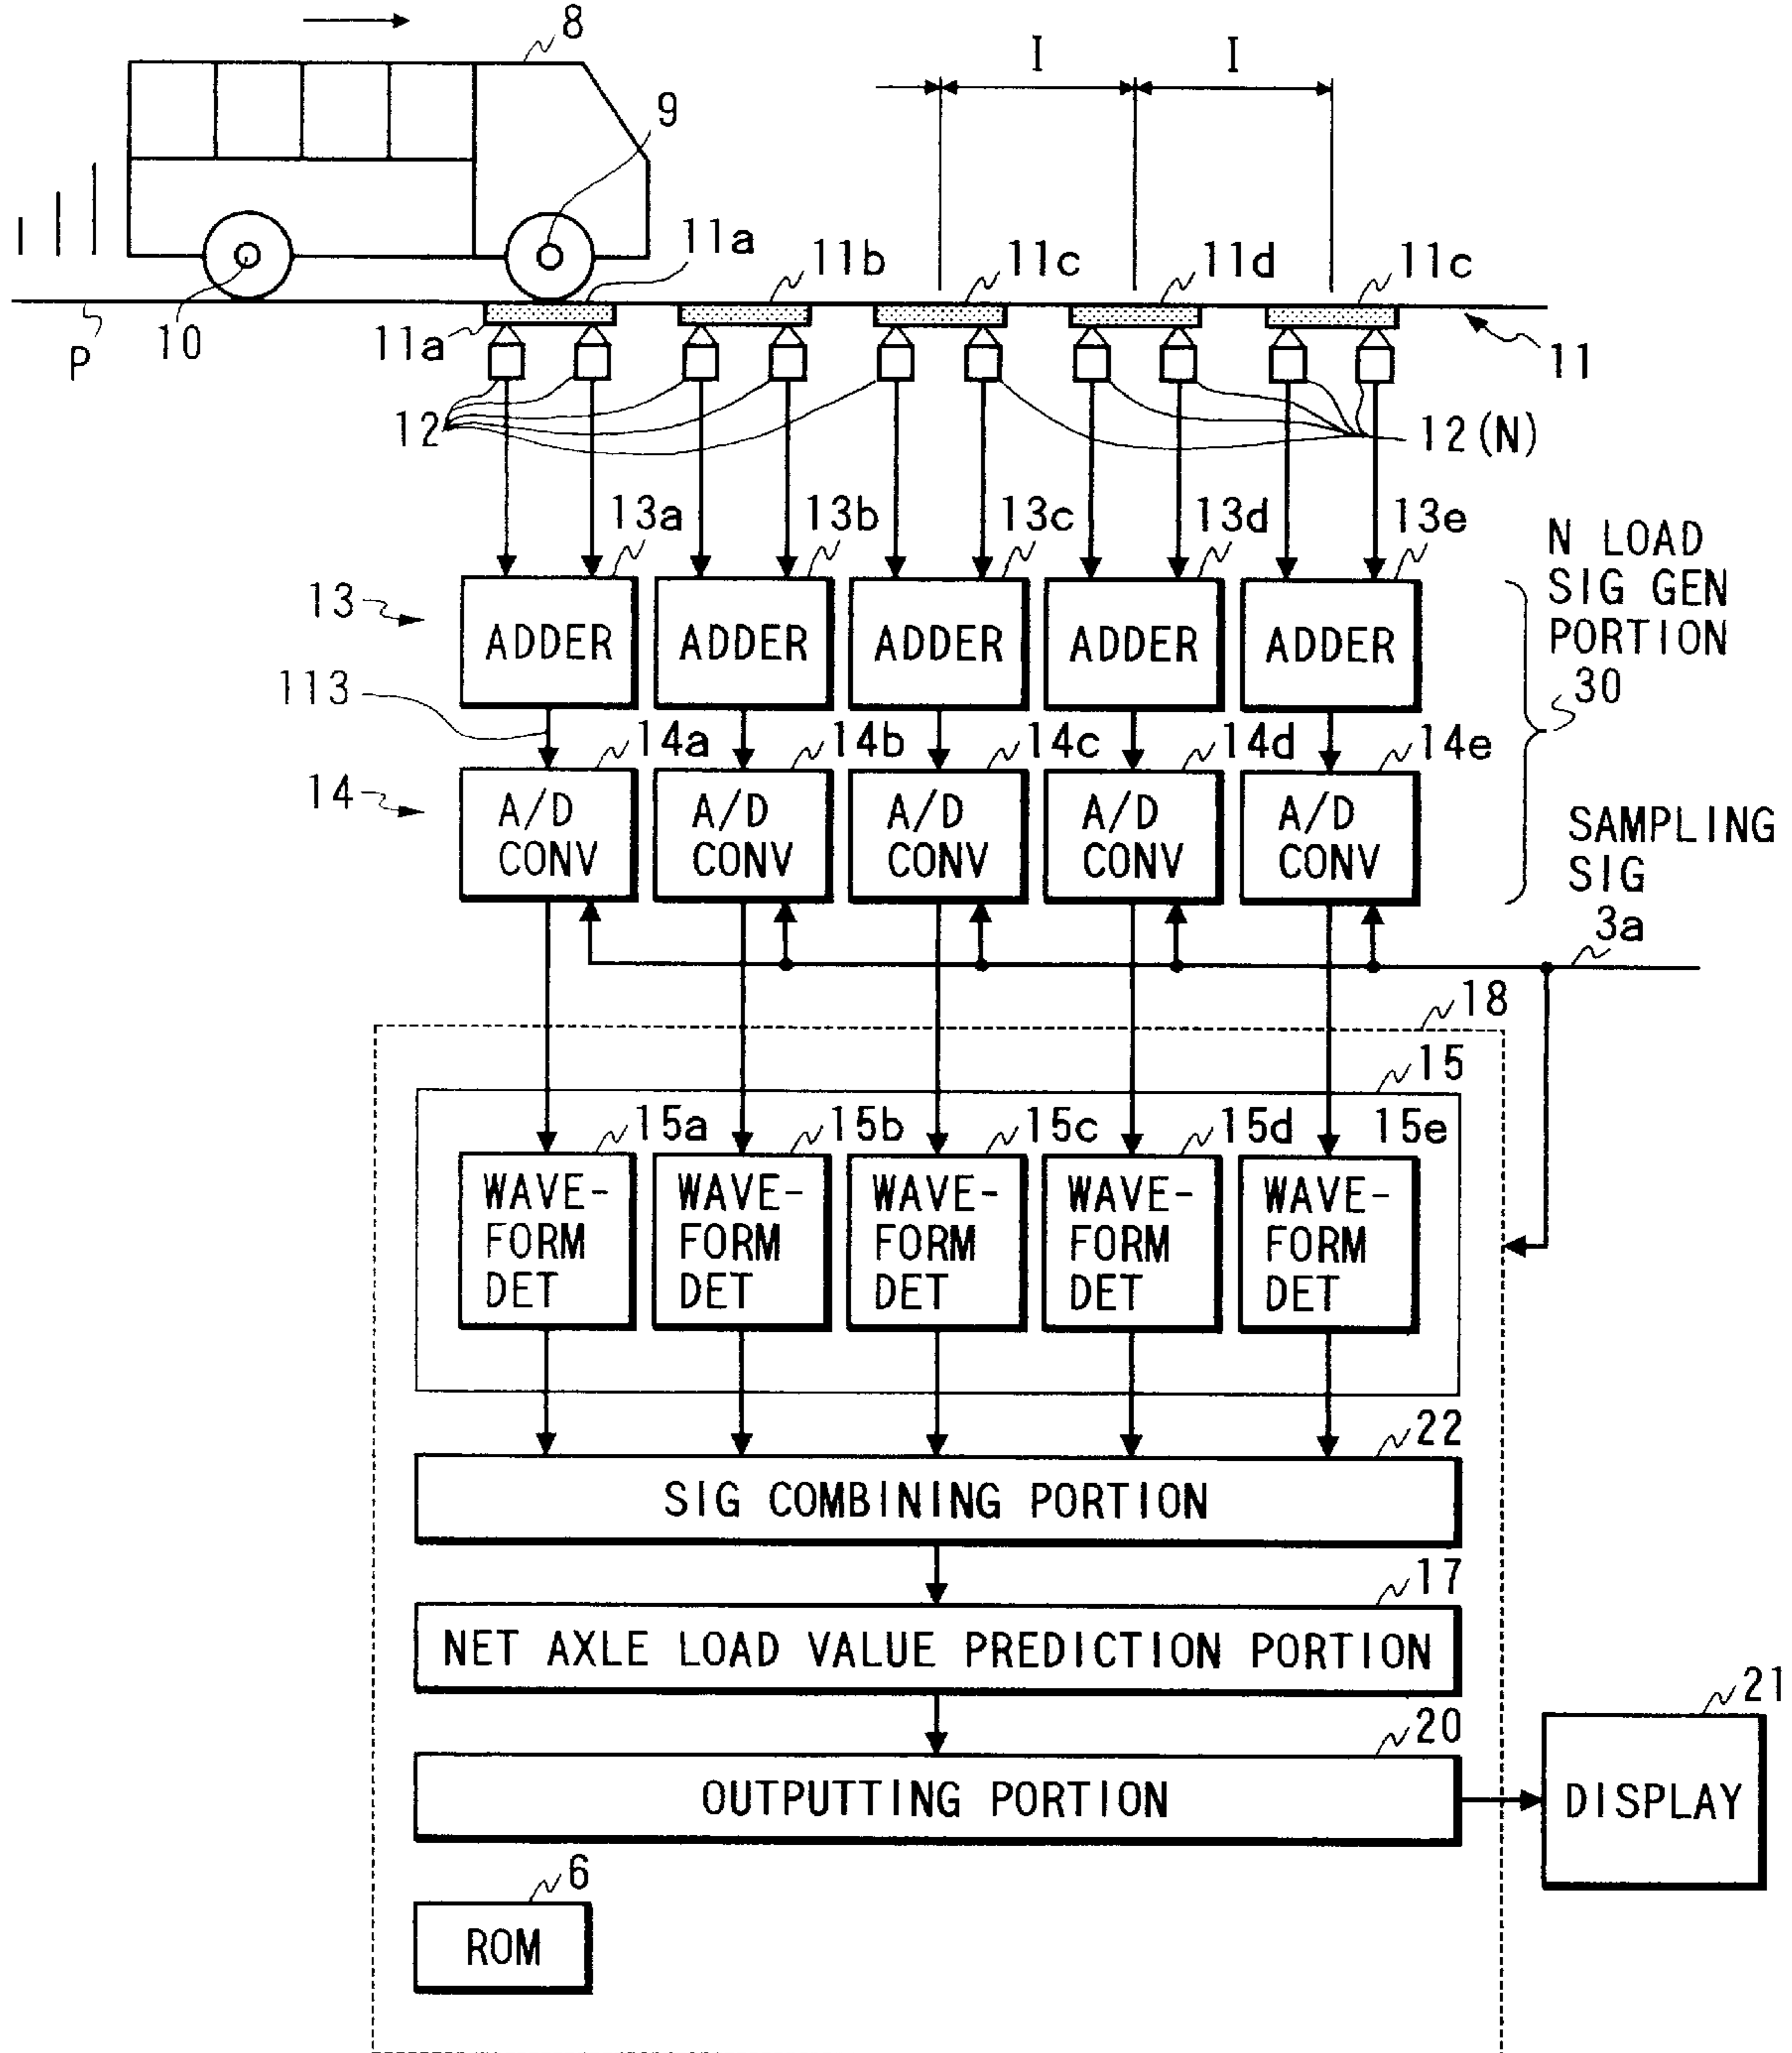 8
I I
9
11a 11b 11c 11d 11c
P 10 11a 11
12 12(N)
13a 13b 13c 13d 13e
N LOAD
SIG GEN
PORTION
30
13
ADDER ADDER ADDER ADDER ADDER
113
14a 14b 14c 14d 14e
14
A/D A/D A/D A/D A/D
CONV CONV CONV CONV CONV
SAMPLING
SIG
3a
18
15
15a 15b 15c 15d 15e
WAVE- WAVE- WAVE- WAVE- WAVE-
FORM FORM FORM FORM FORM
DET DET DET DET DET
22
SIG COMBINING PORTION
17
NET AXLE LOAD VALUE PREDICTION PORTION
20
OUTPUTTING PORTION
21
DISPLAY
6
ROM